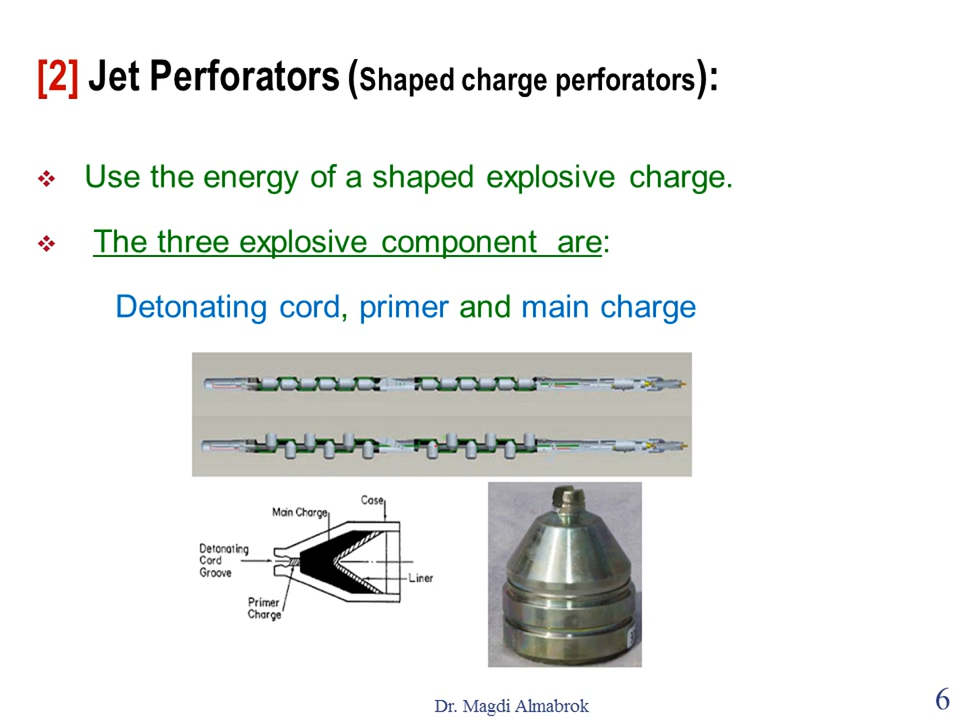 [2] Jet Perforators (Shaped charge perforators):
Use the energy of a shaped explosive charge.
The three explosive component are:
Detonating cord, primer and main charge
Case
Main Charge
Detonating
Cord
Groove
Liner
Primer
Charge
Dr. Magdi Almabrok
6